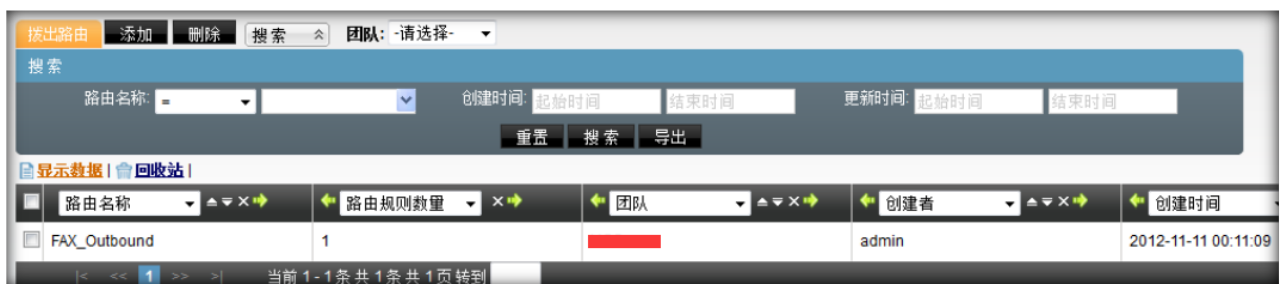 拨出路由 添加 删除 搜索 团队: -请选择-
搜索
路由名称: = 创建时间: 起始时间 结束时间 更新时间: 起始时间 结束时间
重置 搜索 导出
显示数据 | 回收站 |
路由名称 路由规则数量 团队 创建者 创建时间
FAX_Outbound 1 admin 2012-11-11 00:11:09
|< << 1 >> >| 当前 1 - 1 条 共 1 条 共 1 页 转到